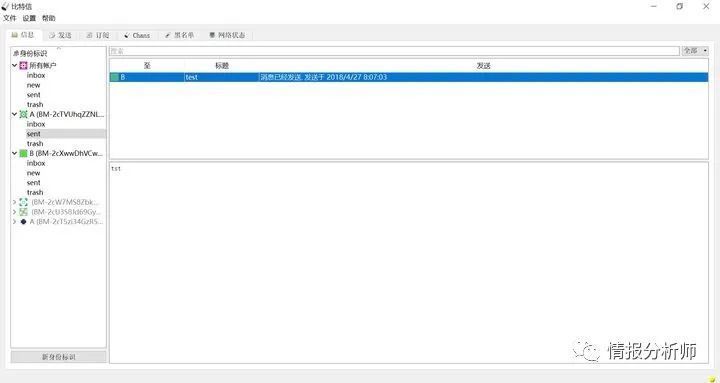 比特信
文件 设置 帮助
信息 发送 订阅 Chans 黑名单 网络状态
身份标识
搜索
全部
所有帐户
inbox
new
sent
trash
A (BM-2cTVUhqZZNL...
inbox
sent
trash
B (BM-2cXwwDhVCw...
inbox
new
sent
trash
(BM-2cW7MS8Zbk...
(BM-2cU3S8Jd69Gy...
A (BM-2cT5zi34GzR5...
至 标题 发送
B test 消息已经发送. 发送于 2018/4/27 8:07:03
tst
新身份标识
情报分析师